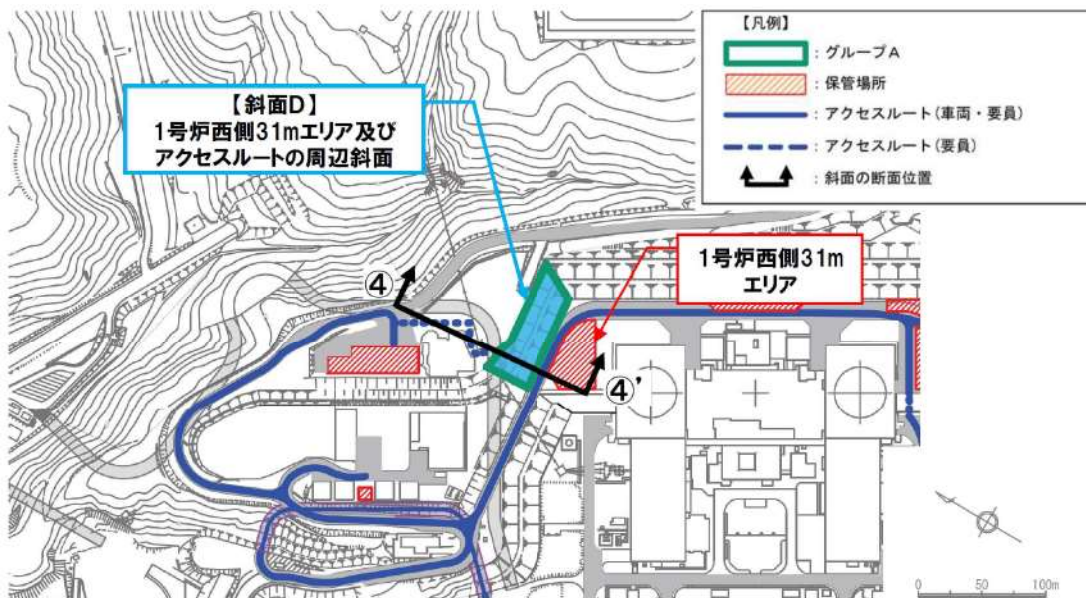 【凡例】
：グループA
：保管場所
：アクセスルート（車両・要員）
：アクセスルート（要員）
：斜面の断面位置
【斜面D】
1号炉西側31mエリア及び
アクセスルートの周辺斜面
1号炉西側31m
エリア
④
④'
0 50 100m